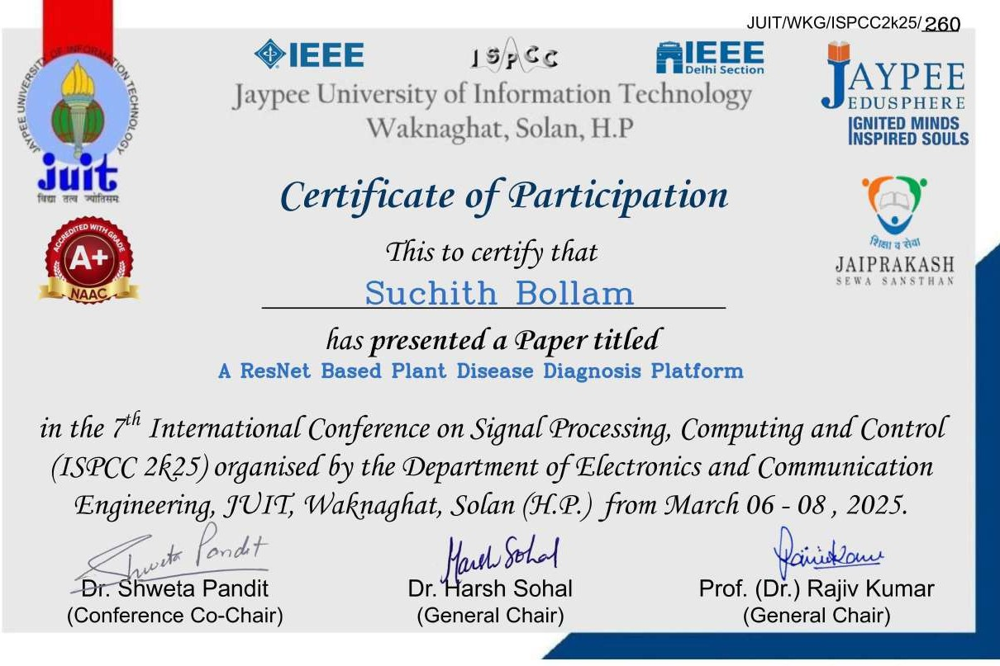 JUIT/WKG/ISPCC2k25/260
JAYPEE UNIVERSITY OF INFORMATION TECHNOLOGY
juit
विद्या तत्व ज्योतिसमः
ACCREDITED WITH GRADE
A+
NAAC
IEEE
ISPCC
IEEE
Delhi Section
JAYPEE
EDUSPHERE
IGNITED MINDS
INSPIRED SOULS
Jaypee University of Information Technology
Waknaghat, Solan, H.P
शिक्षा व सेवा
JAIPRAKASH
SEWA SANSTHAN
Certificate of Participation
This to certify that
Suchith Bollam
has presented a Paper titled
A ResNet Based Plant Disease Diagnosis Platform
in the 7th International Conference on Signal Processing, Computing and Control
(ISPCC 2k25) organised by the Department of Electronics and Communication
Engineering, JUIT, Waknaghat, Solan (H.P.) from March 06 - 08 , 2025.
Shweta Pandit
Harsh Sohal
Dr. Shweta Pandit
(Conference Co-Chair)
Dr. Harsh Sohal
(General Chair)
Prof. (Dr.) Rajiv Kumar
(General Chair)